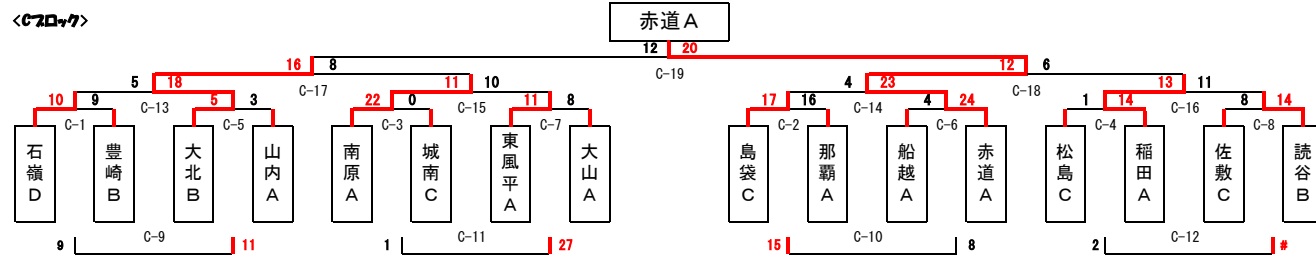 <Cブロック>
赤道A
12 20
C-19
16 8
12 6
C-17
C-18
5 18
11 10
4 23
13 11
C-13
C-15
C-14
C-16
10 9
5 3
22 0
11 8
17 16
4 24
1 14
8 14
C-1
C-5
C-3
C-7
C-2
C-6
C-4
C-8
石嶺D
豊崎B
大北B
山内A
南原A
城南C
東風平A
大山A
島袋C
那覇A
船越A
赤道A
松島C
稲田A
佐敷C
読谷B
9 C-9 11
1 C-11 27
15 C-10 8
2 C-12 #